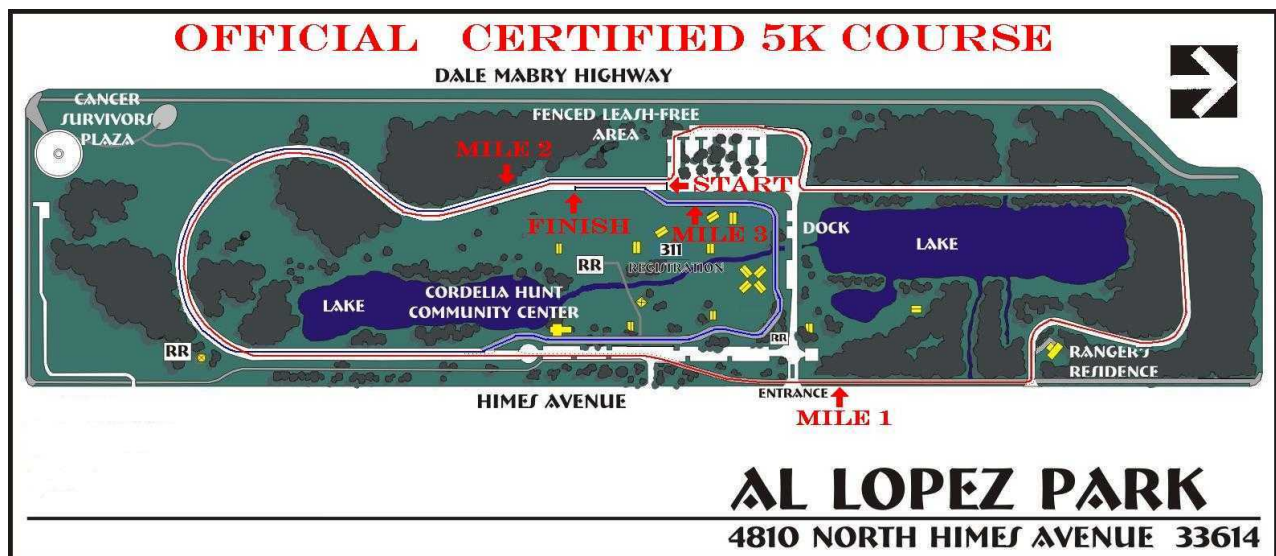 OFFICIAL CERTIFIED 5K COURSE
DALE MABRY HIGHWAY
CANCER
SURVIVORS
PLAZA
FENCED LEASH-FREE
AREA
MILE 2
START
FINISH
MILE 3
DOCK
LAKE
311
REGISTRATION
RR
LAKE
CORDELIA HUNT
COMMUNITY CENTER
RR
RR
RANGER'S
RESIDENCE
ENTRANCE
HIMES AVENUE
MILE 1
AL LOPEZ PARK
4810 NORTH HIMES AVENUE 33614